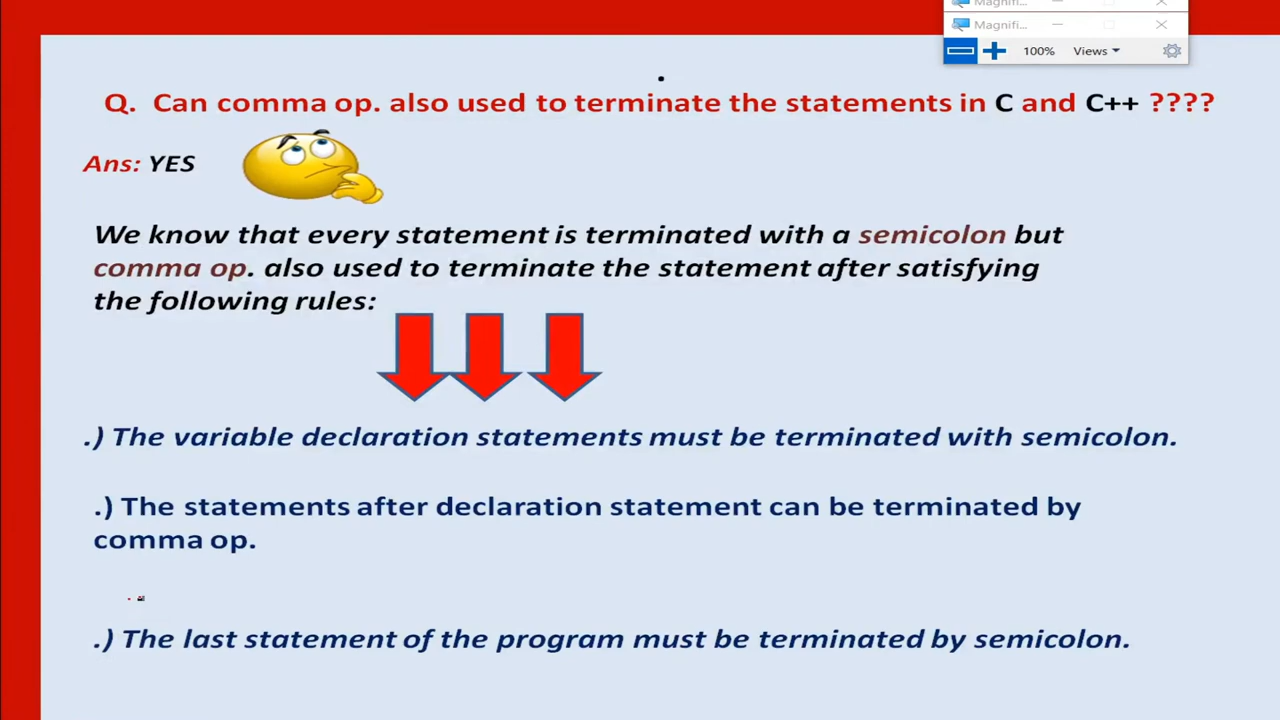 Magnifi...
Magnifi...
100% Views
Q. Can comma op. also used to terminate the statements in C and C++ ????
Ans: YES
We know that every statement is terminated with a semicolon but
comma op. also used to terminate the statement after satisfying
the following rules:
.) The variable declaration statements must be terminated with semicolon.
.) The statements after declaration statement can be terminated by
comma op.
.) The last statement of the program must be terminated by semicolon.